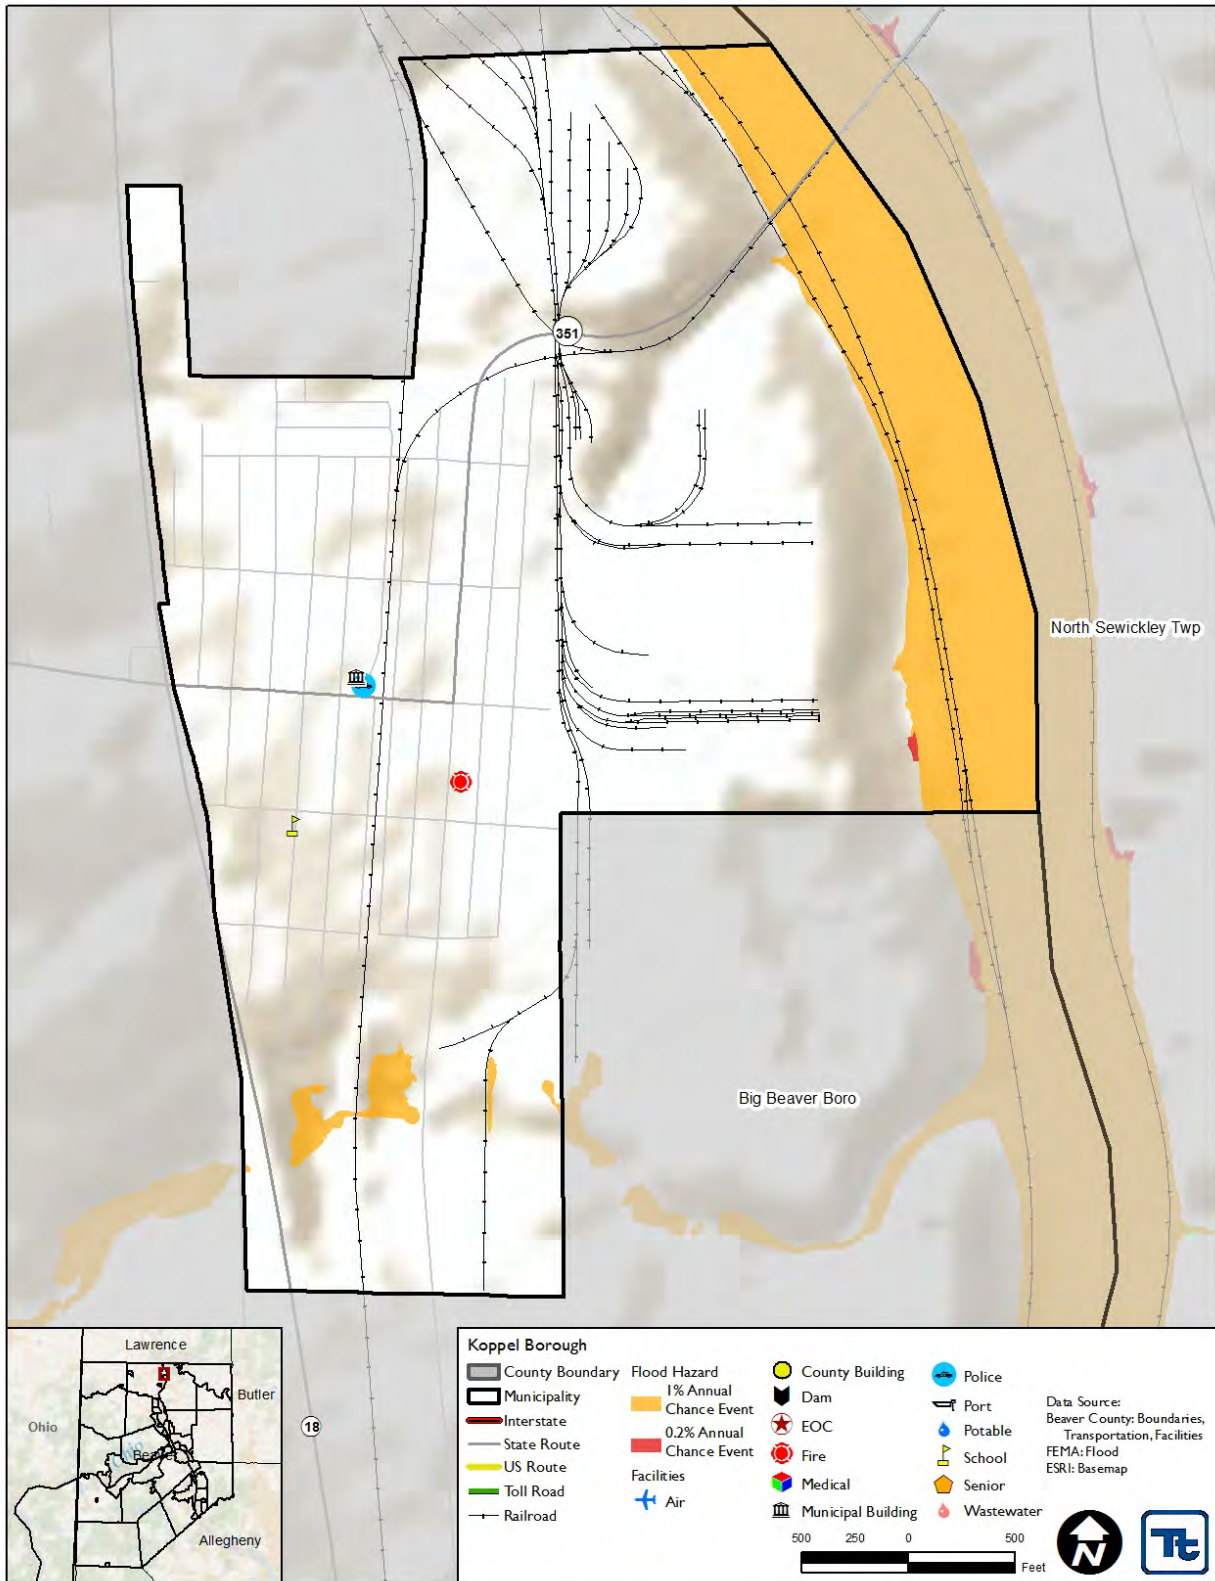 351
North Sewickley Twp
Big Beaver Boro
18
Lawrence
Butler
Ohio
Ohio
Beaver
Allegheny
Koppel Borough
County Boundary
Municipality
Interstate
State Route
US Route
Toll Road
Railroad
Flood Hazard
1% Annual
Chance Event
0.2% Annual
Chance Event
Facilities
Air
County Building
Dam
EOC
Fire
Medical
Municipal Building
Police
Port
Potable
School
Senior
Wastewater
500 250 0 500
Feet
Data Source:
Beaver County: Boundaries,
Transportation, Facilities
FEMA: Flood
ESRI: Basemap
N
Tt